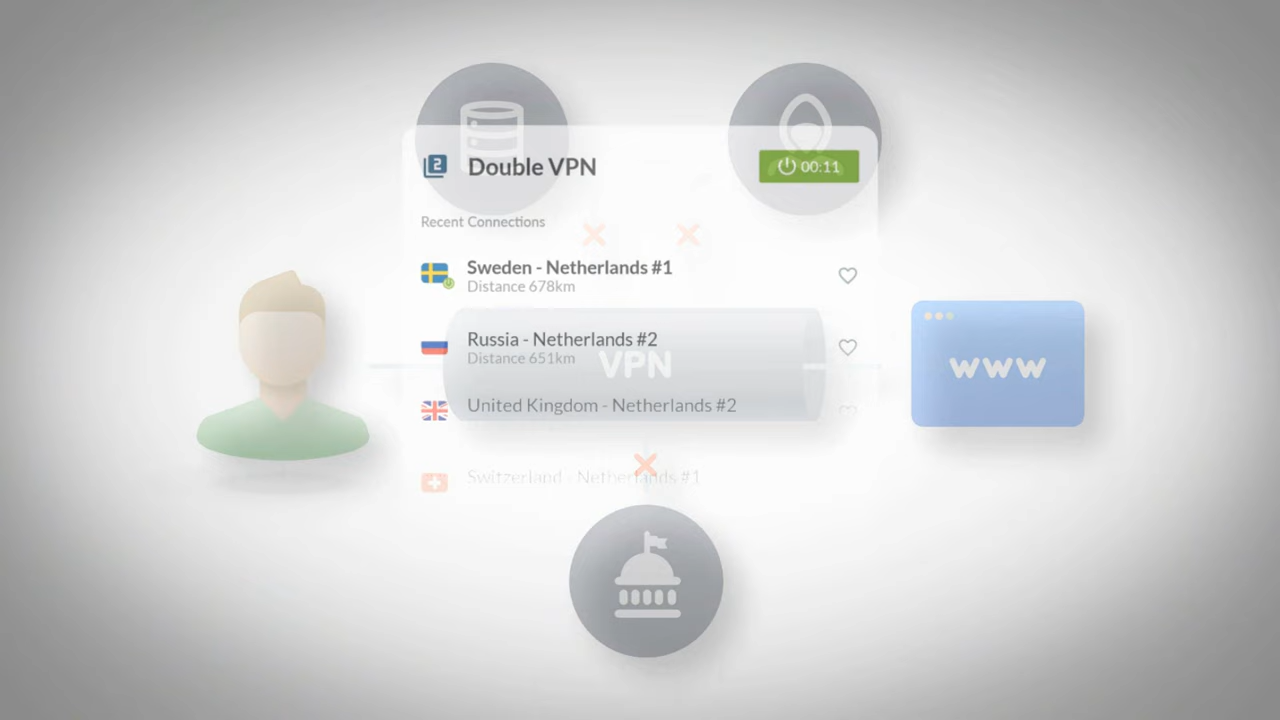 2
Double VPN
00:11
Recent Connections
Sweden - Netherlands #1
Distance 678km
Russia - Netherlands #2
Distance 651km
VPN
www
United Kingdom - Netherlands #2
Switzerland - Netherlands #1